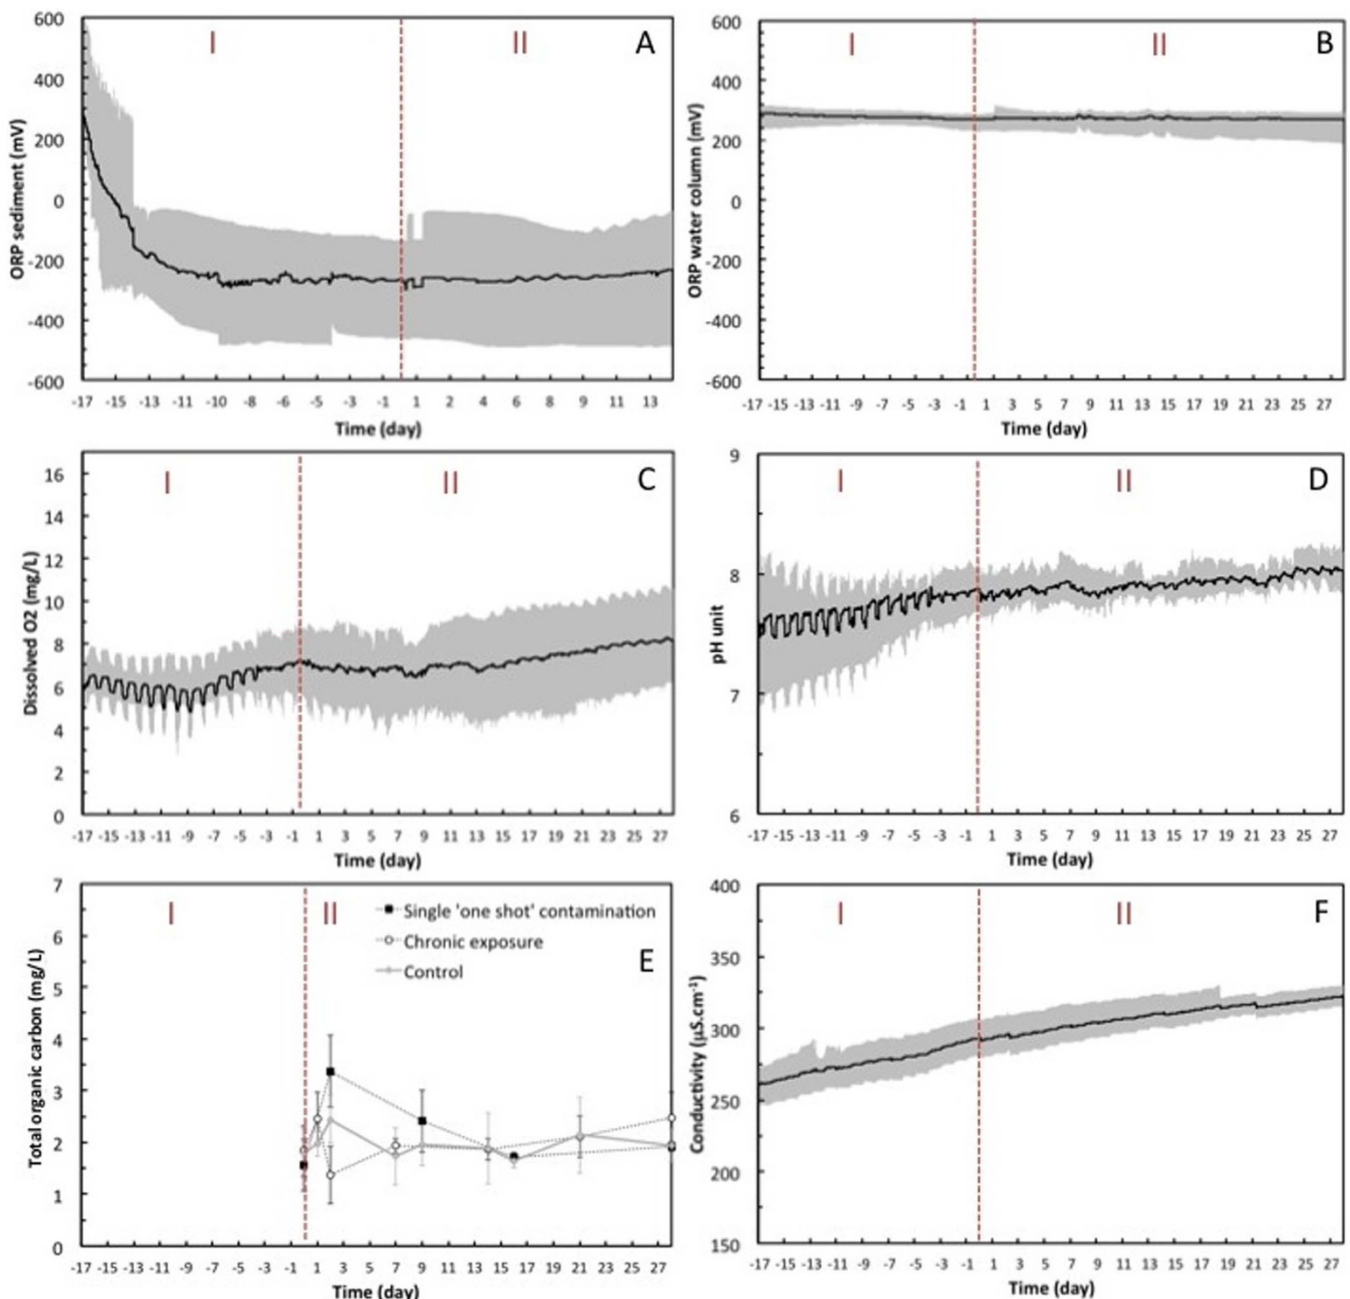 600
400
200
0
-200
-400
-600
ORP sediment (mV)
I
II
A
-17 -15 -13 -11 -10 -8 -6 -5 -3 -1 1 2 4 6 8 9 11 13
Time (day)
600
400
200
0
-200
-400
-600
ORP water column (mV)
I
II
B
-17 -15 -13 -11 -9 -7 -5 -3 -1 1 3 5 7 9 11 13 15 17 19 21 23 25 27
Time (day)
16
14
12
10
8
6
4
2
0
Dissolved O2 (mg/L)
I
II
C
-17 -15 -13 -11 -9 -7 -5 -3 -1 1 3 5 7 9 11 13 15 17 19 21 23 25 27
Time (day)
9
8
7
6
pH unit
I
II
D
-17 -15 -13 -11 -9 -7 -5 -3 -1 1 3 5 7 9 11 13 15 17 19 21 23 25 27
Time (day)
7
6
5
4
3
2
1
0
Total organic carbon (mg/L)
I
II
Single 'one shot' contamination
Chronic exposure
Control
E
-17 -15 -13 -11 -9 -7 -5 -3 -1 1 3 5 7 9 11 13 15 17 19 21 23 25 27
Time (day)
400
350
300
250
200
150
Conductivity (µS.cm⁻¹)
I
II
F
-17 -15 -13 -11 -9 -7 -5 -3 -1 1 3 5 7 9 11 13 15 17 19 21 23 25 27
Time (day)